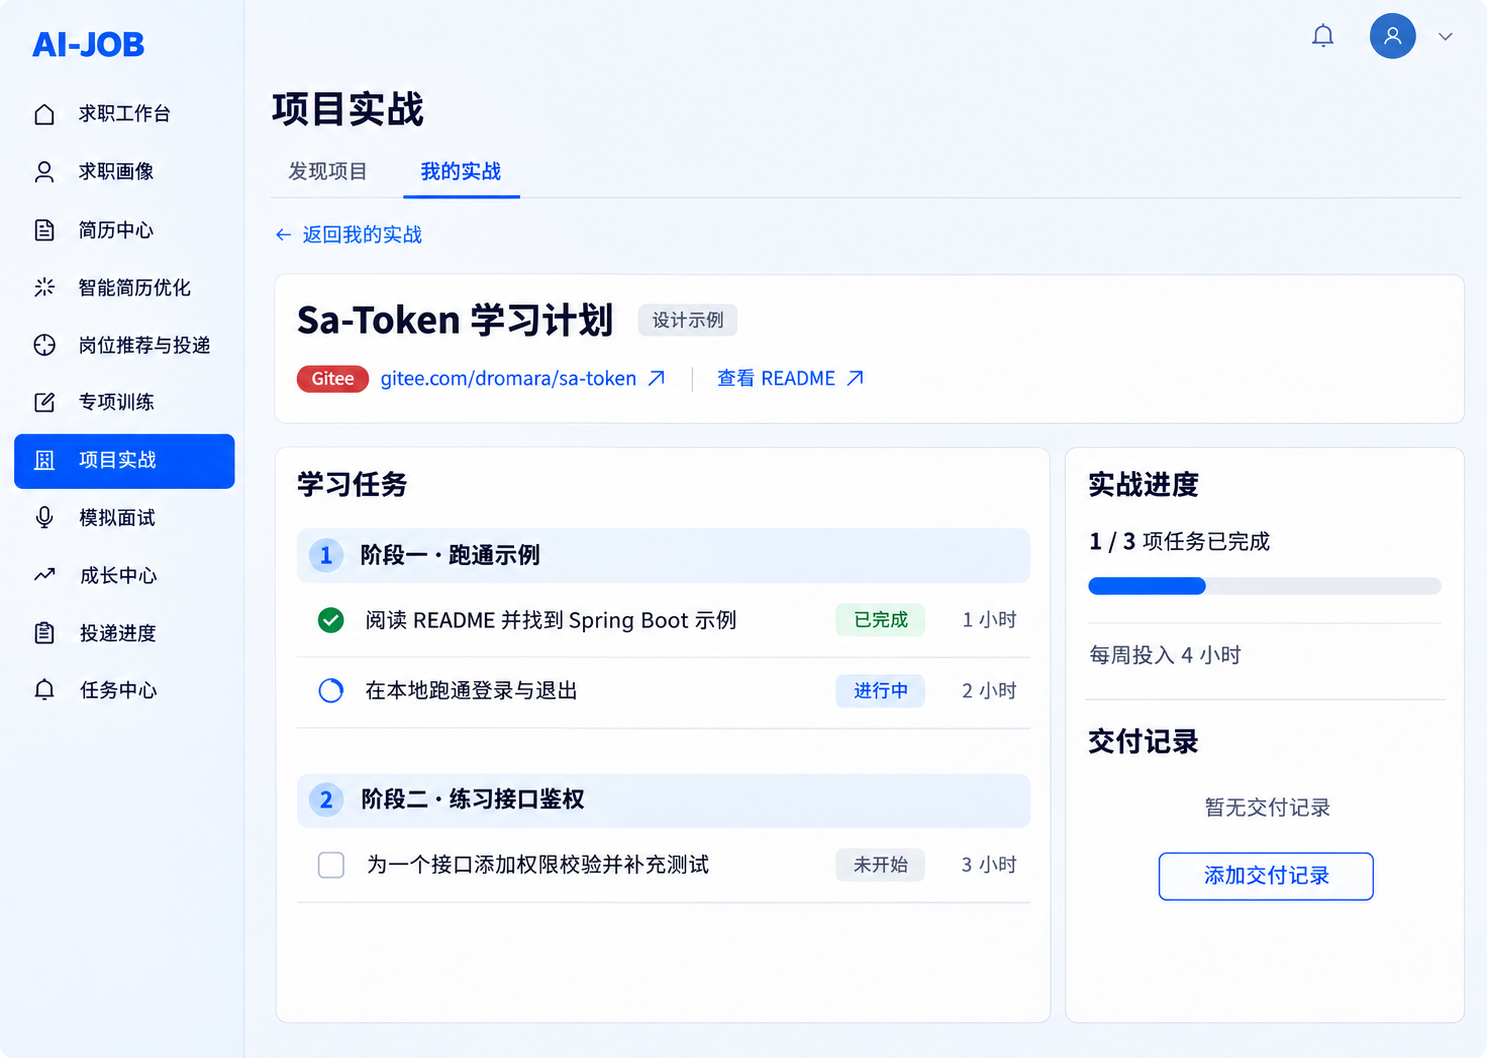 AI-JOB
求职工作台
求职画像
简历中心
智能简历优化
岗位推荐与投递
专项训练
项目实战
模拟面试
成长中心
投递进度
任务中心
项目实战
发现项目 我的实战
← 返回我的实战
Sa-Token 学习计划 设计示例
Gitee gitee.com/dromara/sa-token ↗ 查看 README ↗
学习任务
1 阶段一 · 跑通示例
阅读 README 并找到 Spring Boot 示例 已完成 1 小时
在本地跑通登录与退出 进行中 2 小时
2 阶段二 · 练习接口鉴权
为一个接口添加权限校验并补充测试 未开始 3 小时
实战进度
1 / 3 项任务已完成
每周投入 4 小时
交付记录
暂无交付记录
添加交付记录